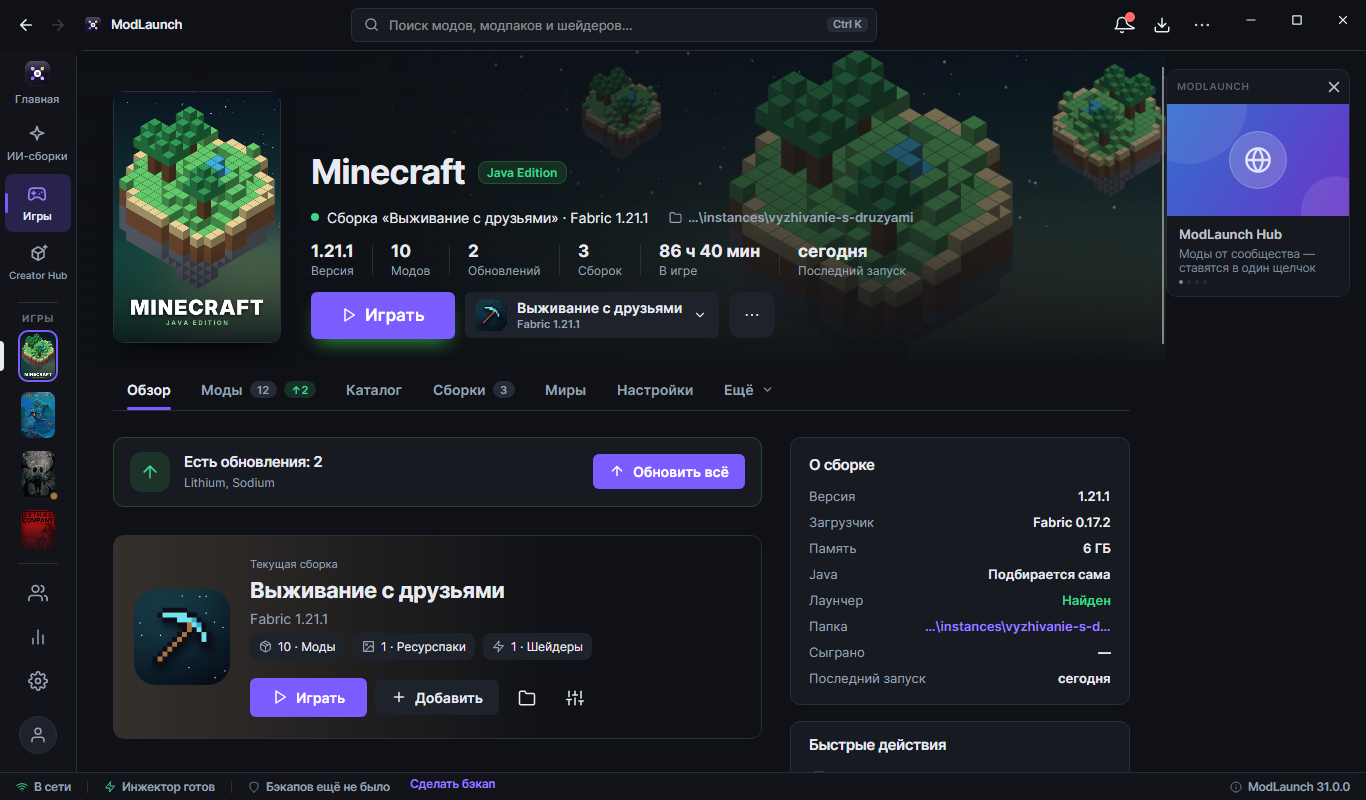 ModLaunch
Поиск модов, модпаков и шейдеров...
Ctrl K
Главная
ИИ-сборки
Игры
Creator Hub
ИГРЫ
MINECRAFT
JAVA EDITION
Minecraft
Java Edition
Сборка «Выживание с друзьями» · Fabric 1.21.1
...\instances\vyzhivanie-s-druzyami
1.21.1
Версия
10
Модов
2
Обновлений
3
Сборок
86 ч 40 мин
В игре
сегодня
Последний запуск
Играть
Выживание с друзьями
Fabric 1.21.1
MODLAUNCH
ModLaunch Hub
Моды от сообщества —
ставятся в один щелчок
Обзор
Моды 12 ↑2
Каталог
Сборки 3
Миры
Настройки
Ещё
Есть обновления: 2
Lithium, Sodium
Обновить всё
Текущая сборка
Выживание с друзьями
Fabric 1.21.1
10 · Моды
1 · Ресурспаки
1 · Шейдеры
Играть
Добавить
О сборке
Версия 1.21.1
Загрузчик Fabric 0.17.2
Память 6 ГБ
Java Подбирается сама
Лаунчер Найден
Папка ...\instances\vyzhivanie-s-d...
Сыграно —
Последний запуск сегодня
Быстрые действия
MINECRAFT
LETHAL
COMPANY
В сети
Инжектор готов
Бэкапов ещё не было
Сделать бэкап
ModLaunch 31.0.0